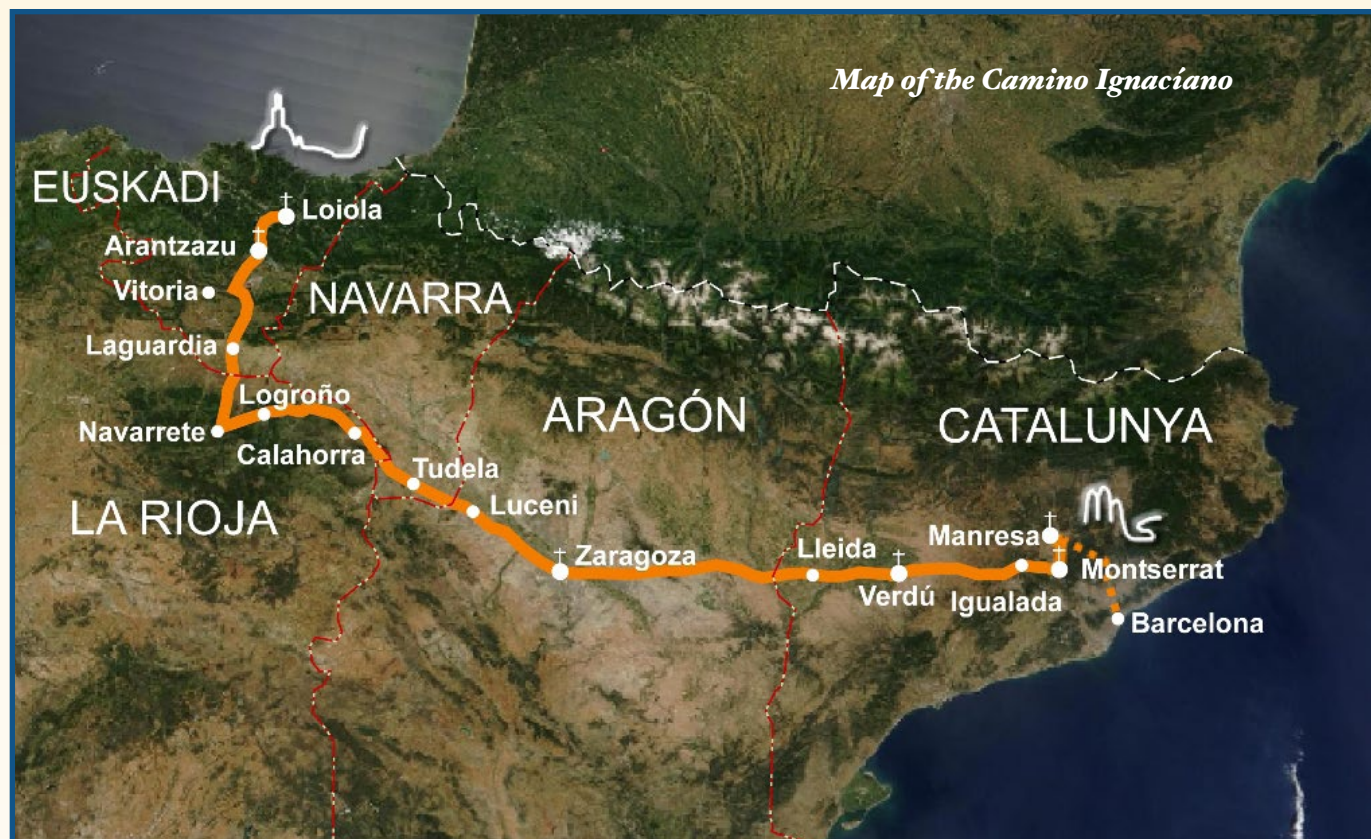 Map of the Camino Ignacíano
EUSKADI
Loiola
Arantzazu
Vitoria
NAVARRA
Laguardia
Logroño
ARAGÓN
CATALUNYA
Navarrete
Calahorra
Tudela
LA RIOJA
Luceni
Manresa
Zaragoza
Lleida
Montserrat
Verdú
Igualada
Barcelona